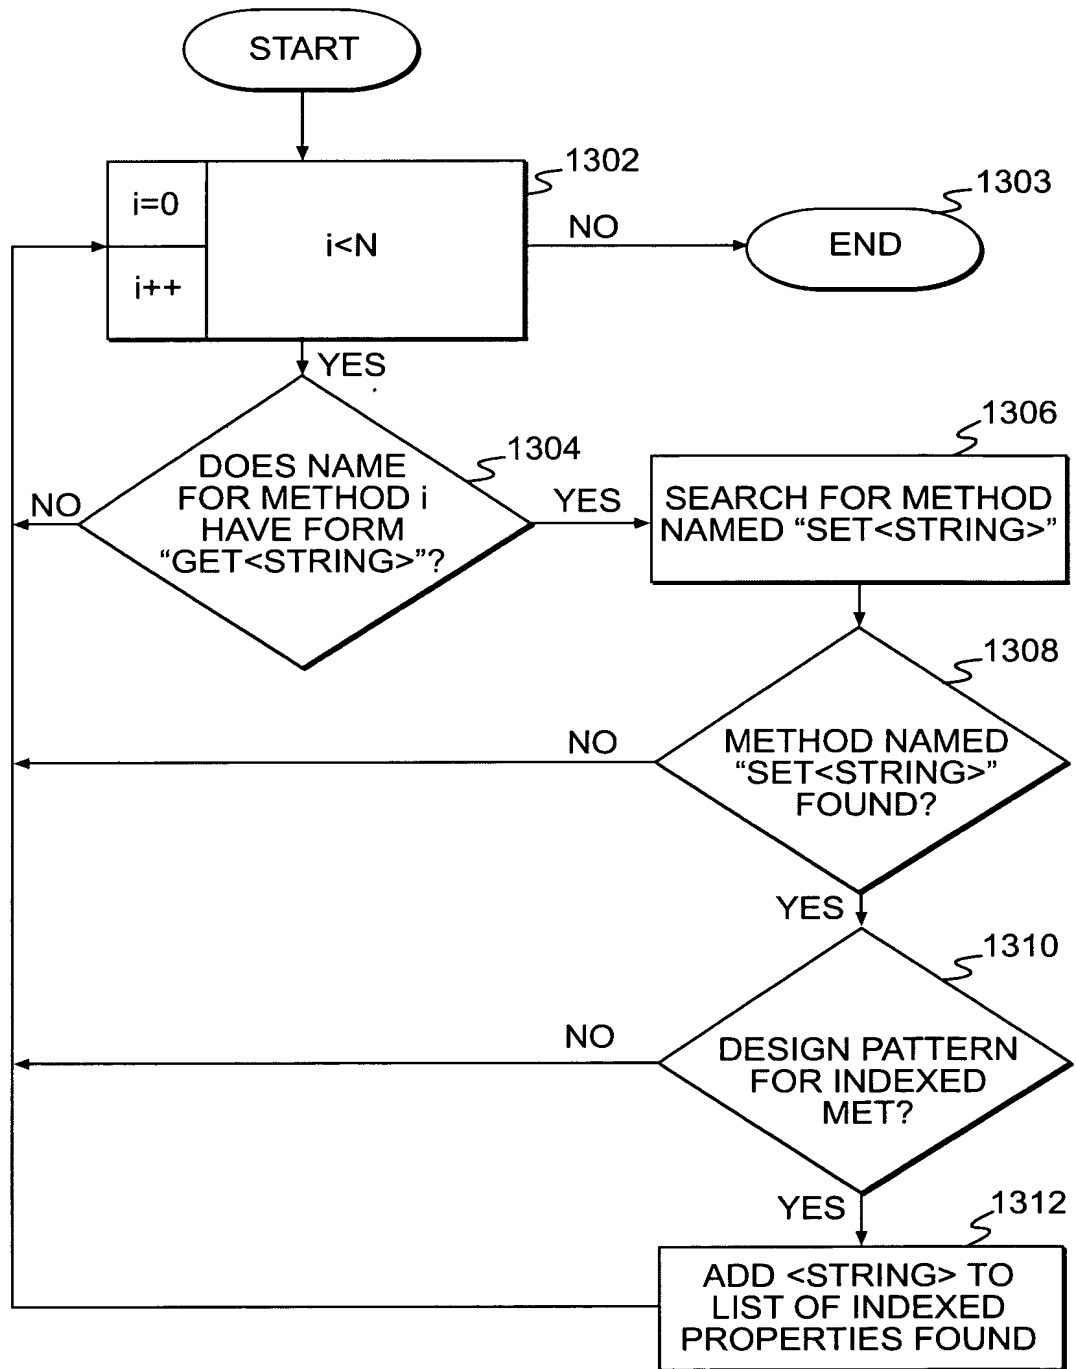 START
1302
i=0
i<N
i++
NO
1303
END
YES
1304
DOES NAME
FOR METHOD i
HAVE FORM
“GET<STRING>”?
NO
YES
1306
SEARCH FOR METHOD
NAMED “SET<STRING>”
1308
METHOD NAMED
“SET<STRING>”
FOUND?
NO
YES
1310
DESIGN PATTERN
FOR INDEXED
MET?
NO
YES
1312
ADD <STRING> TO
LIST OF INDEXED
PROPERTIES FOUND